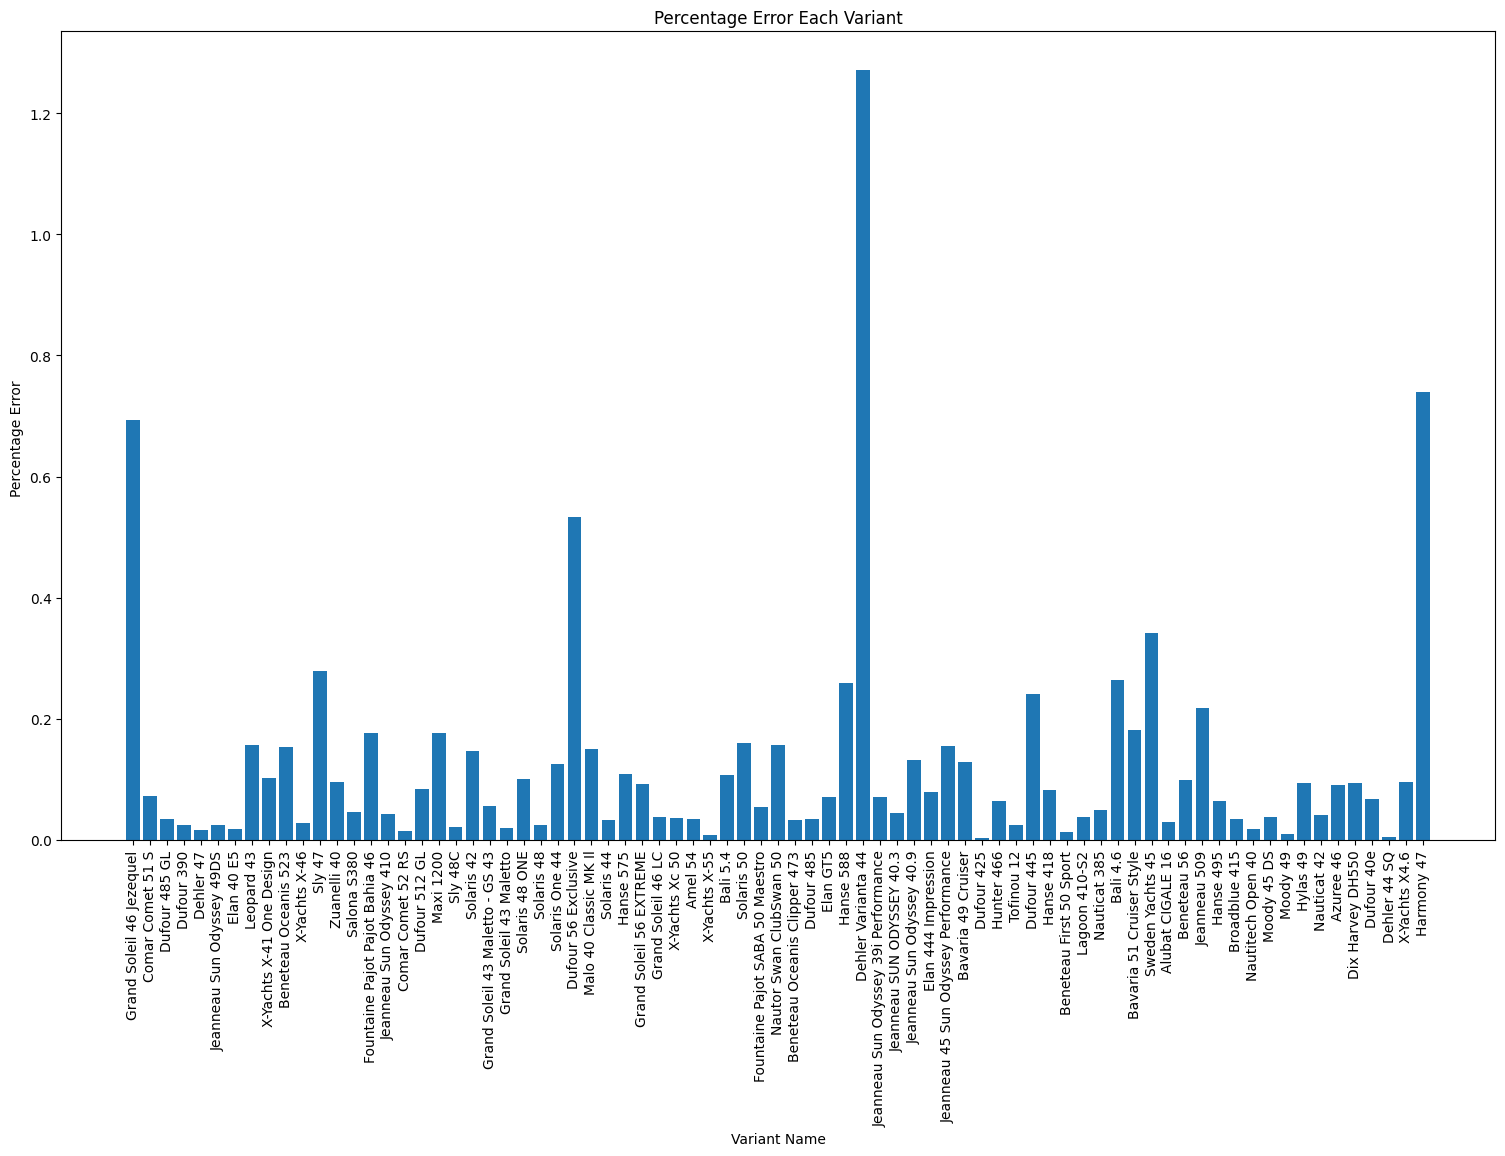 Percentage Error Each Variant
Percentage Error
1.2
1.0
0.8
0.6
0.4
0.2
0.0
Grand Soleil 46 Jezequel
Comar Comet 51 S
Dufour 485 GL
Dufour 390
Dehler 47
Jeanneau Sun Odyssey 49DS
Elan 40 E5
Leopard 43
X-Yachts X-41 One Design
Beneteau Oceanis 523
X-Yachts X-46
Sly 47
Zuanelli 40
Salona S380
Fountaine Pajot Bahia 46
Jeanneau Sun Odyssey 410
Comar Comet 52 RS
Dufour 512 GL
Maxi 1200
Sly 48C
Solaris 42
Grand Soleil 43 Maletto - GS 43
Grand Soleil 43 Maletto
Solaris 48 ONE
Solaris 48
Solaris One 44
Dufour 56 Exclusive
Malo 40 Classic MK II
Solaris 44
Hanse 575
Grand Soleil 56 EXTREME
Grand Soleil 46 LC
X-Yachts Xc 50
Amel 54
X-Yachts X-55
Bali 5.4
Solaris 50
Fountaine Pajot SABA 50 Maestro
Nautor Swan ClubSwan 50
Beneteau Oceanis Clipper 473
Dufour 485
Elan GT5
Hanse 588
Dehler Varianta 44
Jeanneau Sun Odyssey 39i Performance
Jeanneau SUN ODYSSEY 40.3
Jeanneau Sun Odyssey 40.9
Elan 444 Impression
Jeanneau 45 Sun Odyssey Performance
Bavaria 49 Cruiser
Dufour 425
Hunter 466
Tofinou 12
Dufour 445
Hanse 418
Beneteau First 50 Sport
Lagoon 410-S2
Nauticat 385
Bali 4.6
Bavaria 51 Cruiser Style
Sweden Yachts 45
Alubat CIGALE 16
Beneteau 56
Jeanneau 509
Hanse 495
Broadblue 415
Nautitech Open 40
Moody 45 DS
Moody 49
Hylas 49
Nauticat 42
Azuree 46
Dix Harvey DH550
Dufour 40e
Dehler 44 SQ
X-Yachts X4.6
Harmony 47
Variant Name